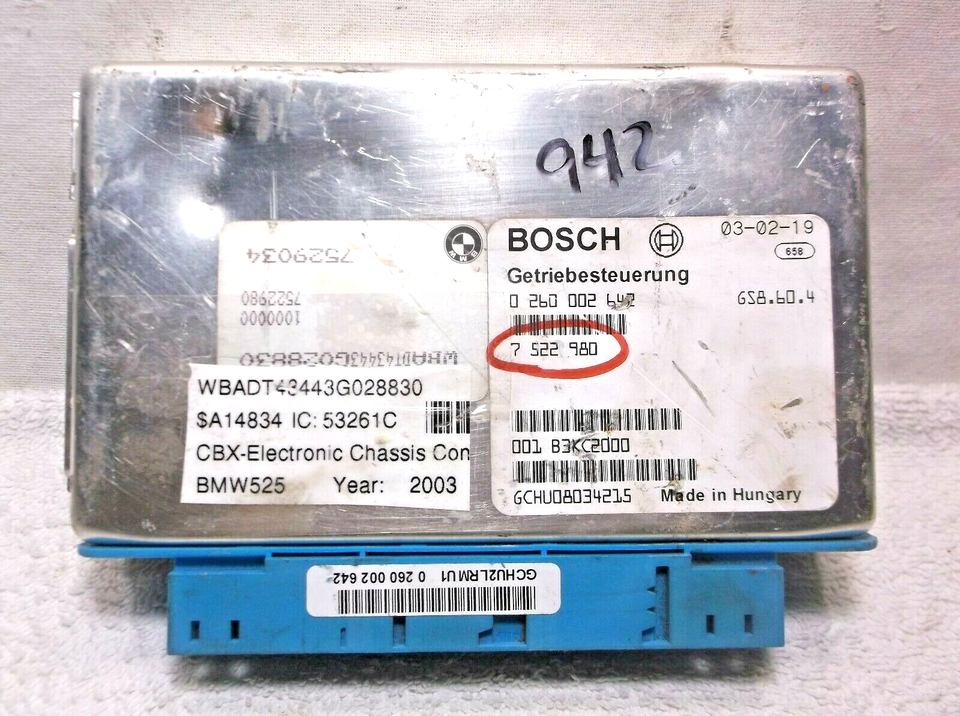 942
7529034
BMW
7522980
1000000
WBADT43443G028830
WBADT43443G028830
$A14834 IC: 53261C
CBX-Electronic Chassis Con
BMW525 Year: 2003
BOSCH
03-02-19
658
Getriebesteuerung
0 260 002 642
GS8.60.4
7 522 980
001 B3KC2000
GCHU08034215 Made in Hungary
GCHU2LRMU1 0 260 002 642